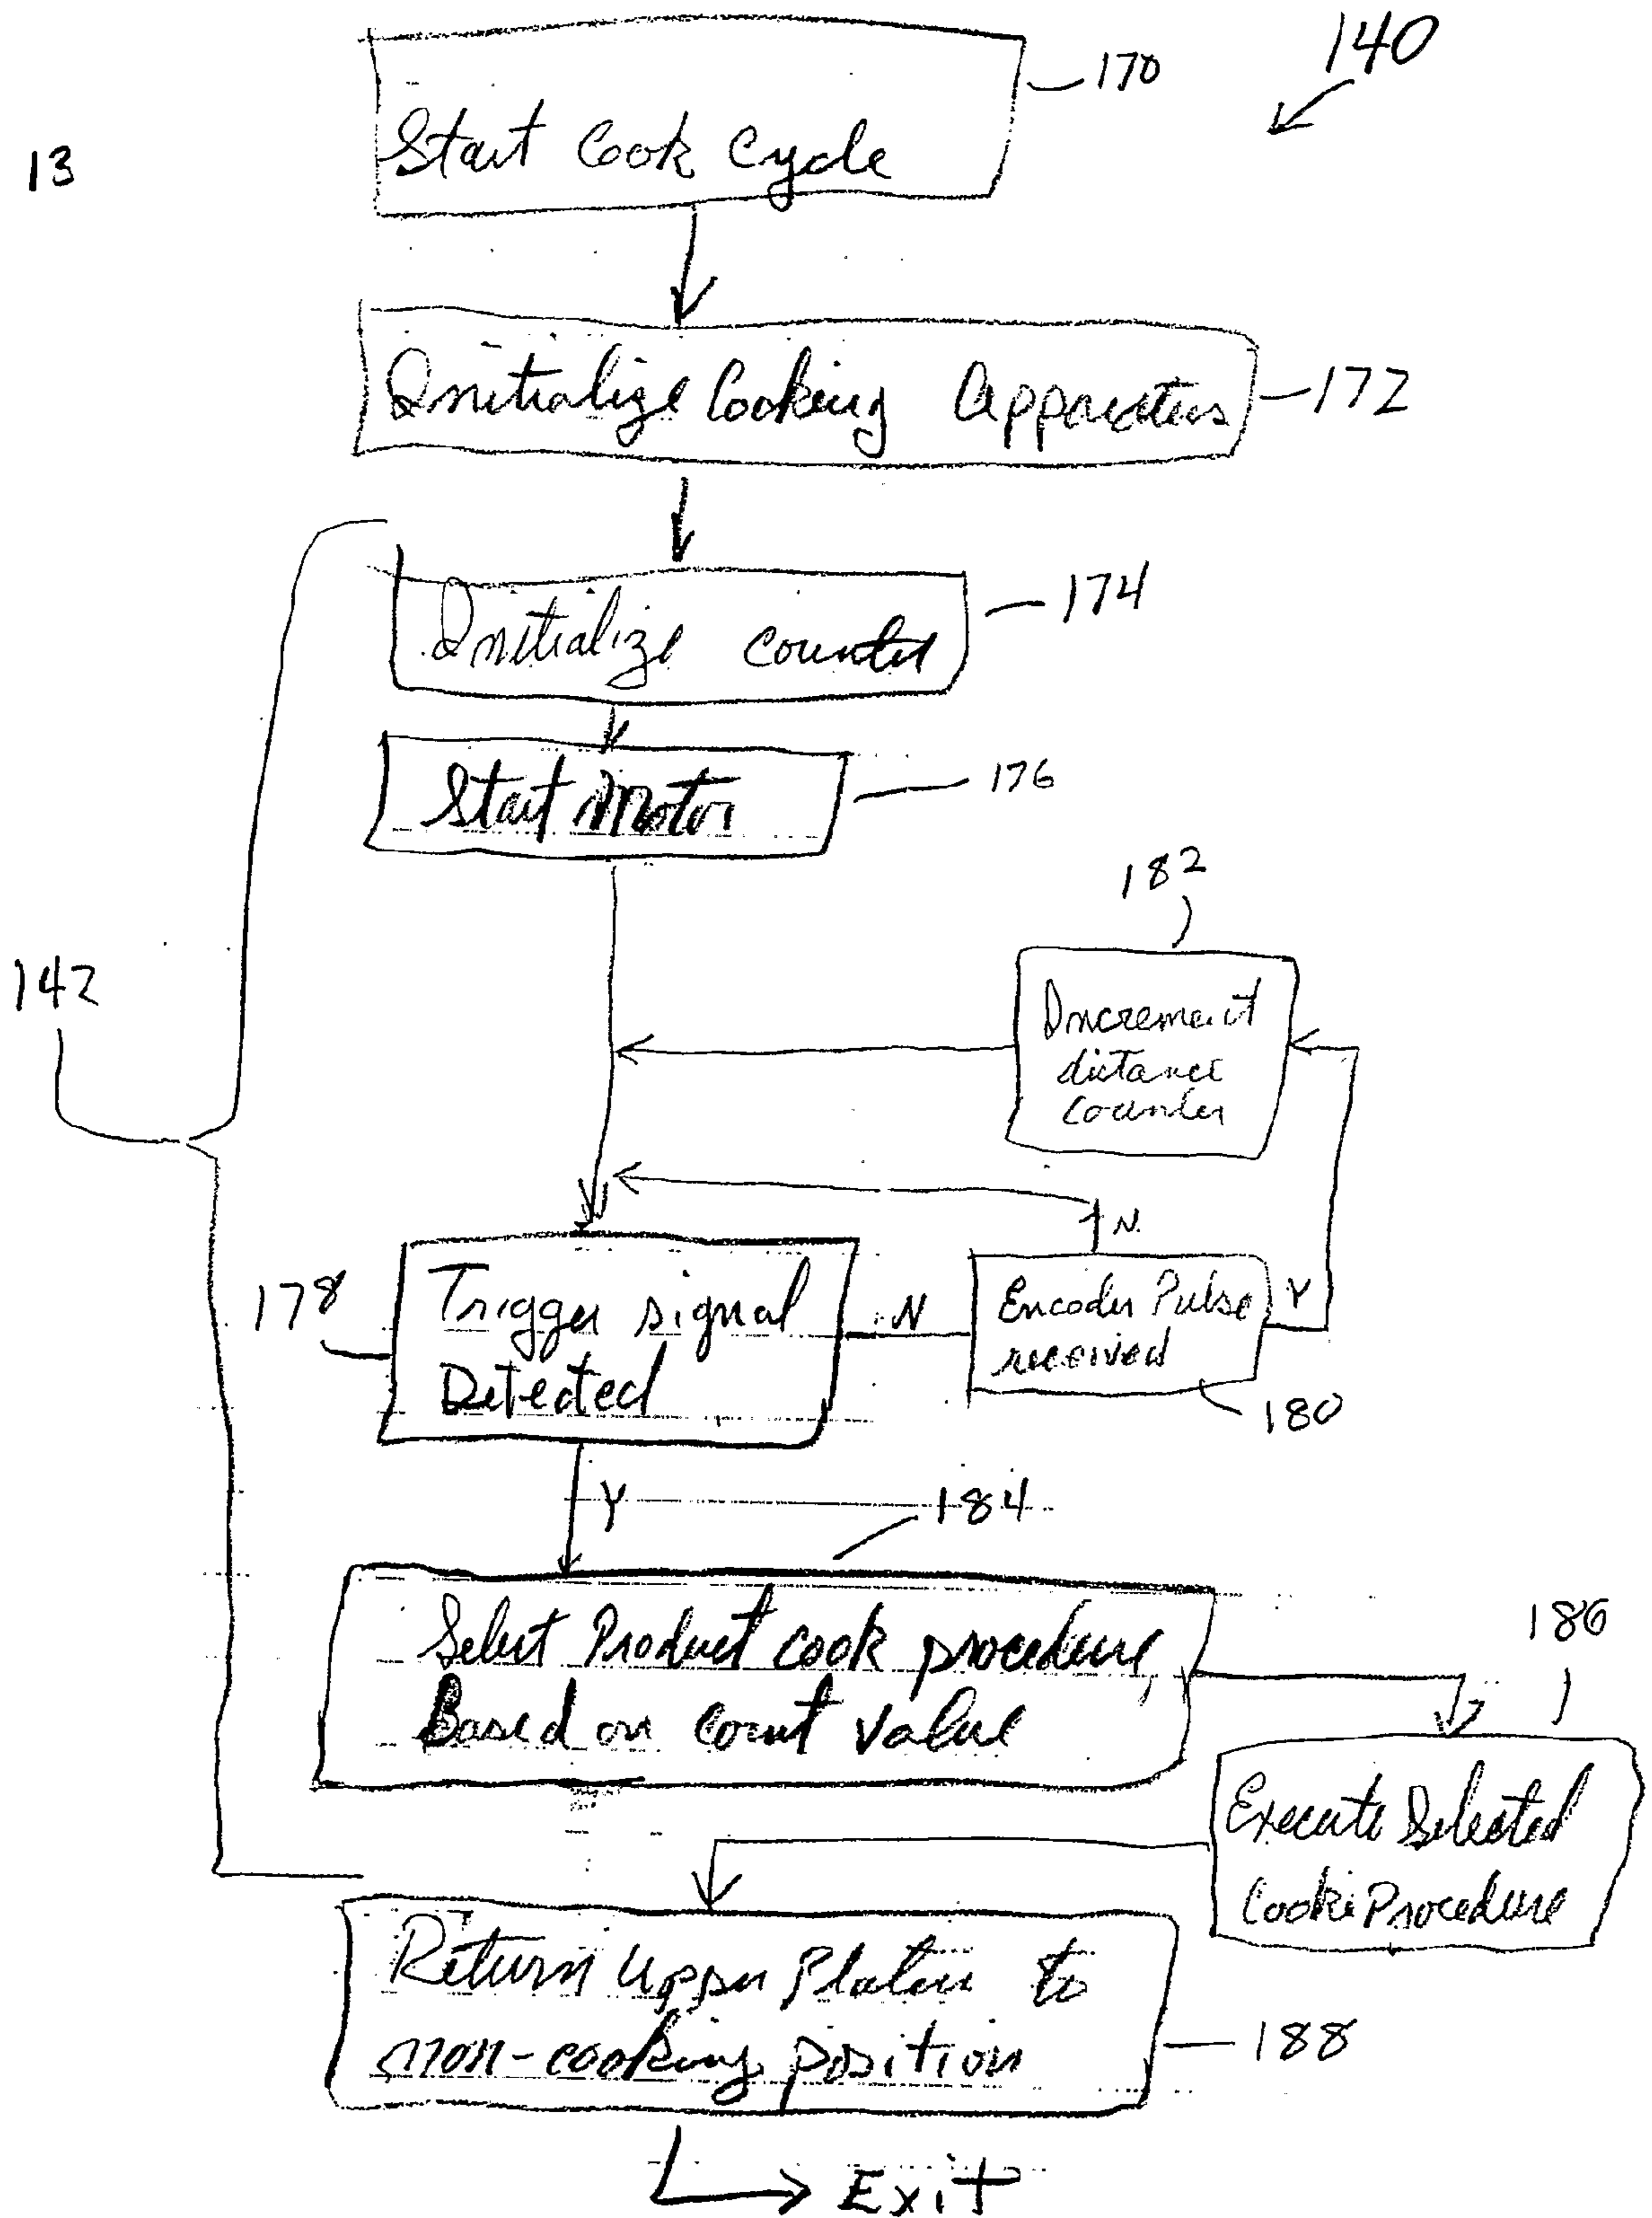 140
170
13
Start Cook Cycle
Initialize Cooking Apparatus
172
174
Initialize counter
Start Motor
176
182
142
Increment
distance
counter
N
178
Trigger signal
Detected
N
Encoder Pulse
received
Y
180
Y
184
Select Product cook procedure,
Based on count value
186
Execute Selected
Cook Procedure
Return Upper Platen to
non-cooking position
188
Exit